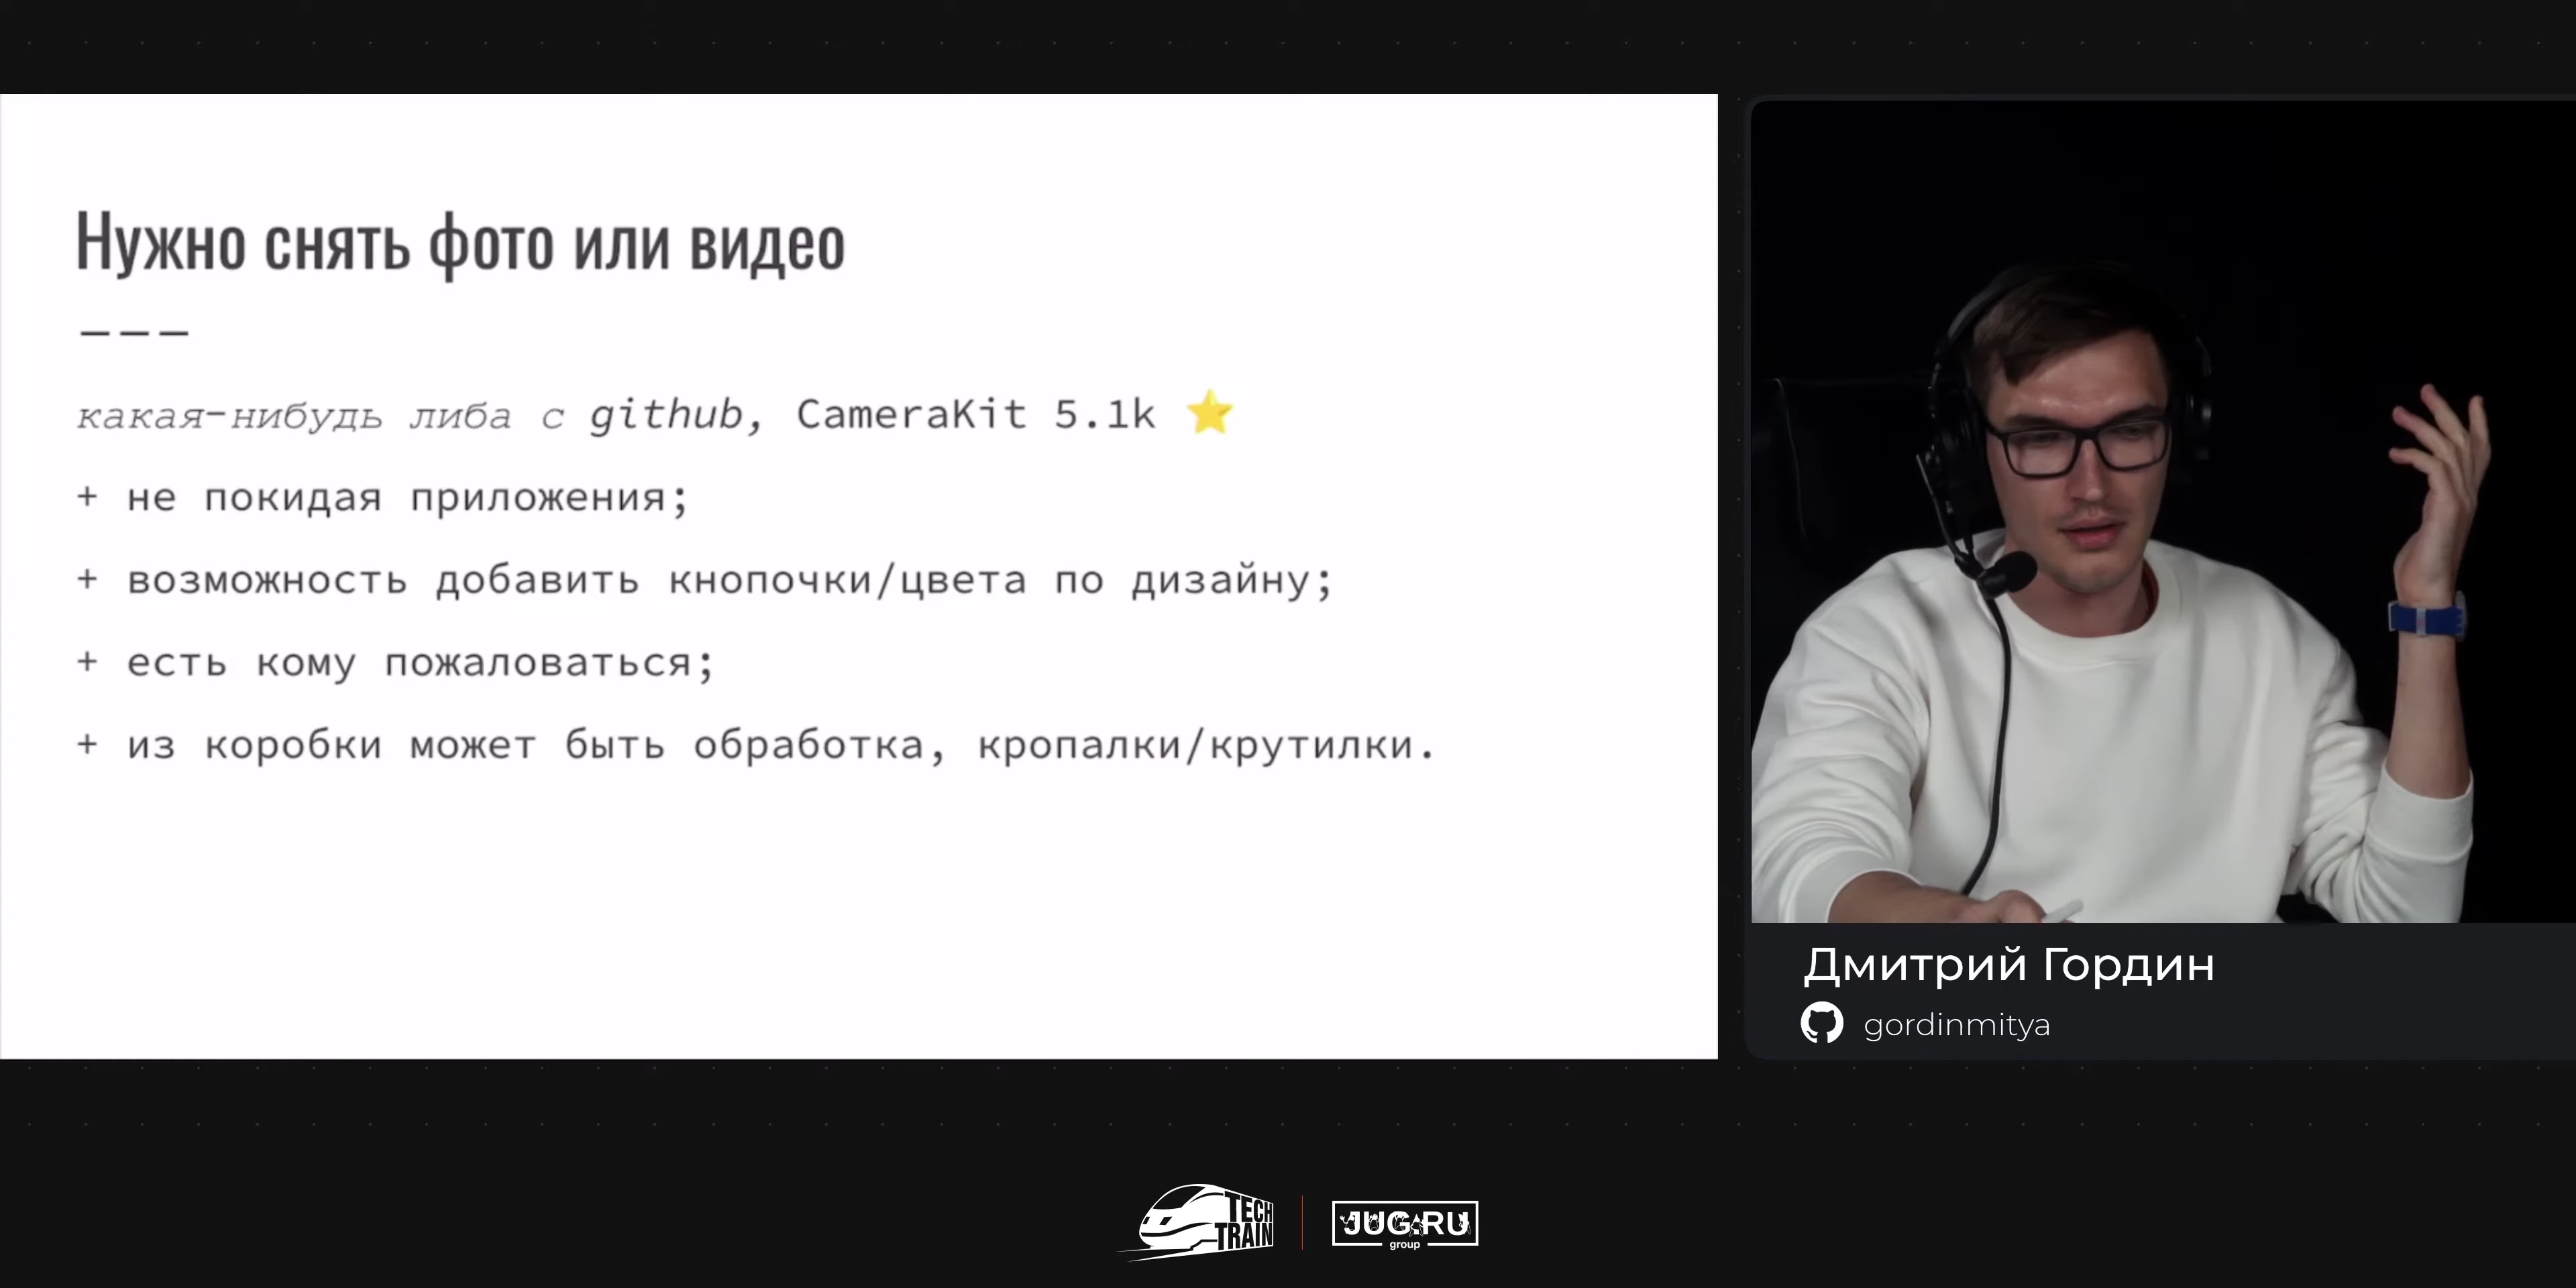 Нужно снять фото или видео
---
какая-нибудь либа с github, CameraKit 5.1k ⭐
+ не покидая приложения;
+ возможность добавить кнопочки/цвета по дизайну;
+ есть кому пожаловаться;
+ из коробки может быть обработка, кропалки/крутилки.
Дмитрий Гордин
gordinmitya
TECH
TRAIN
JUG.RU
group